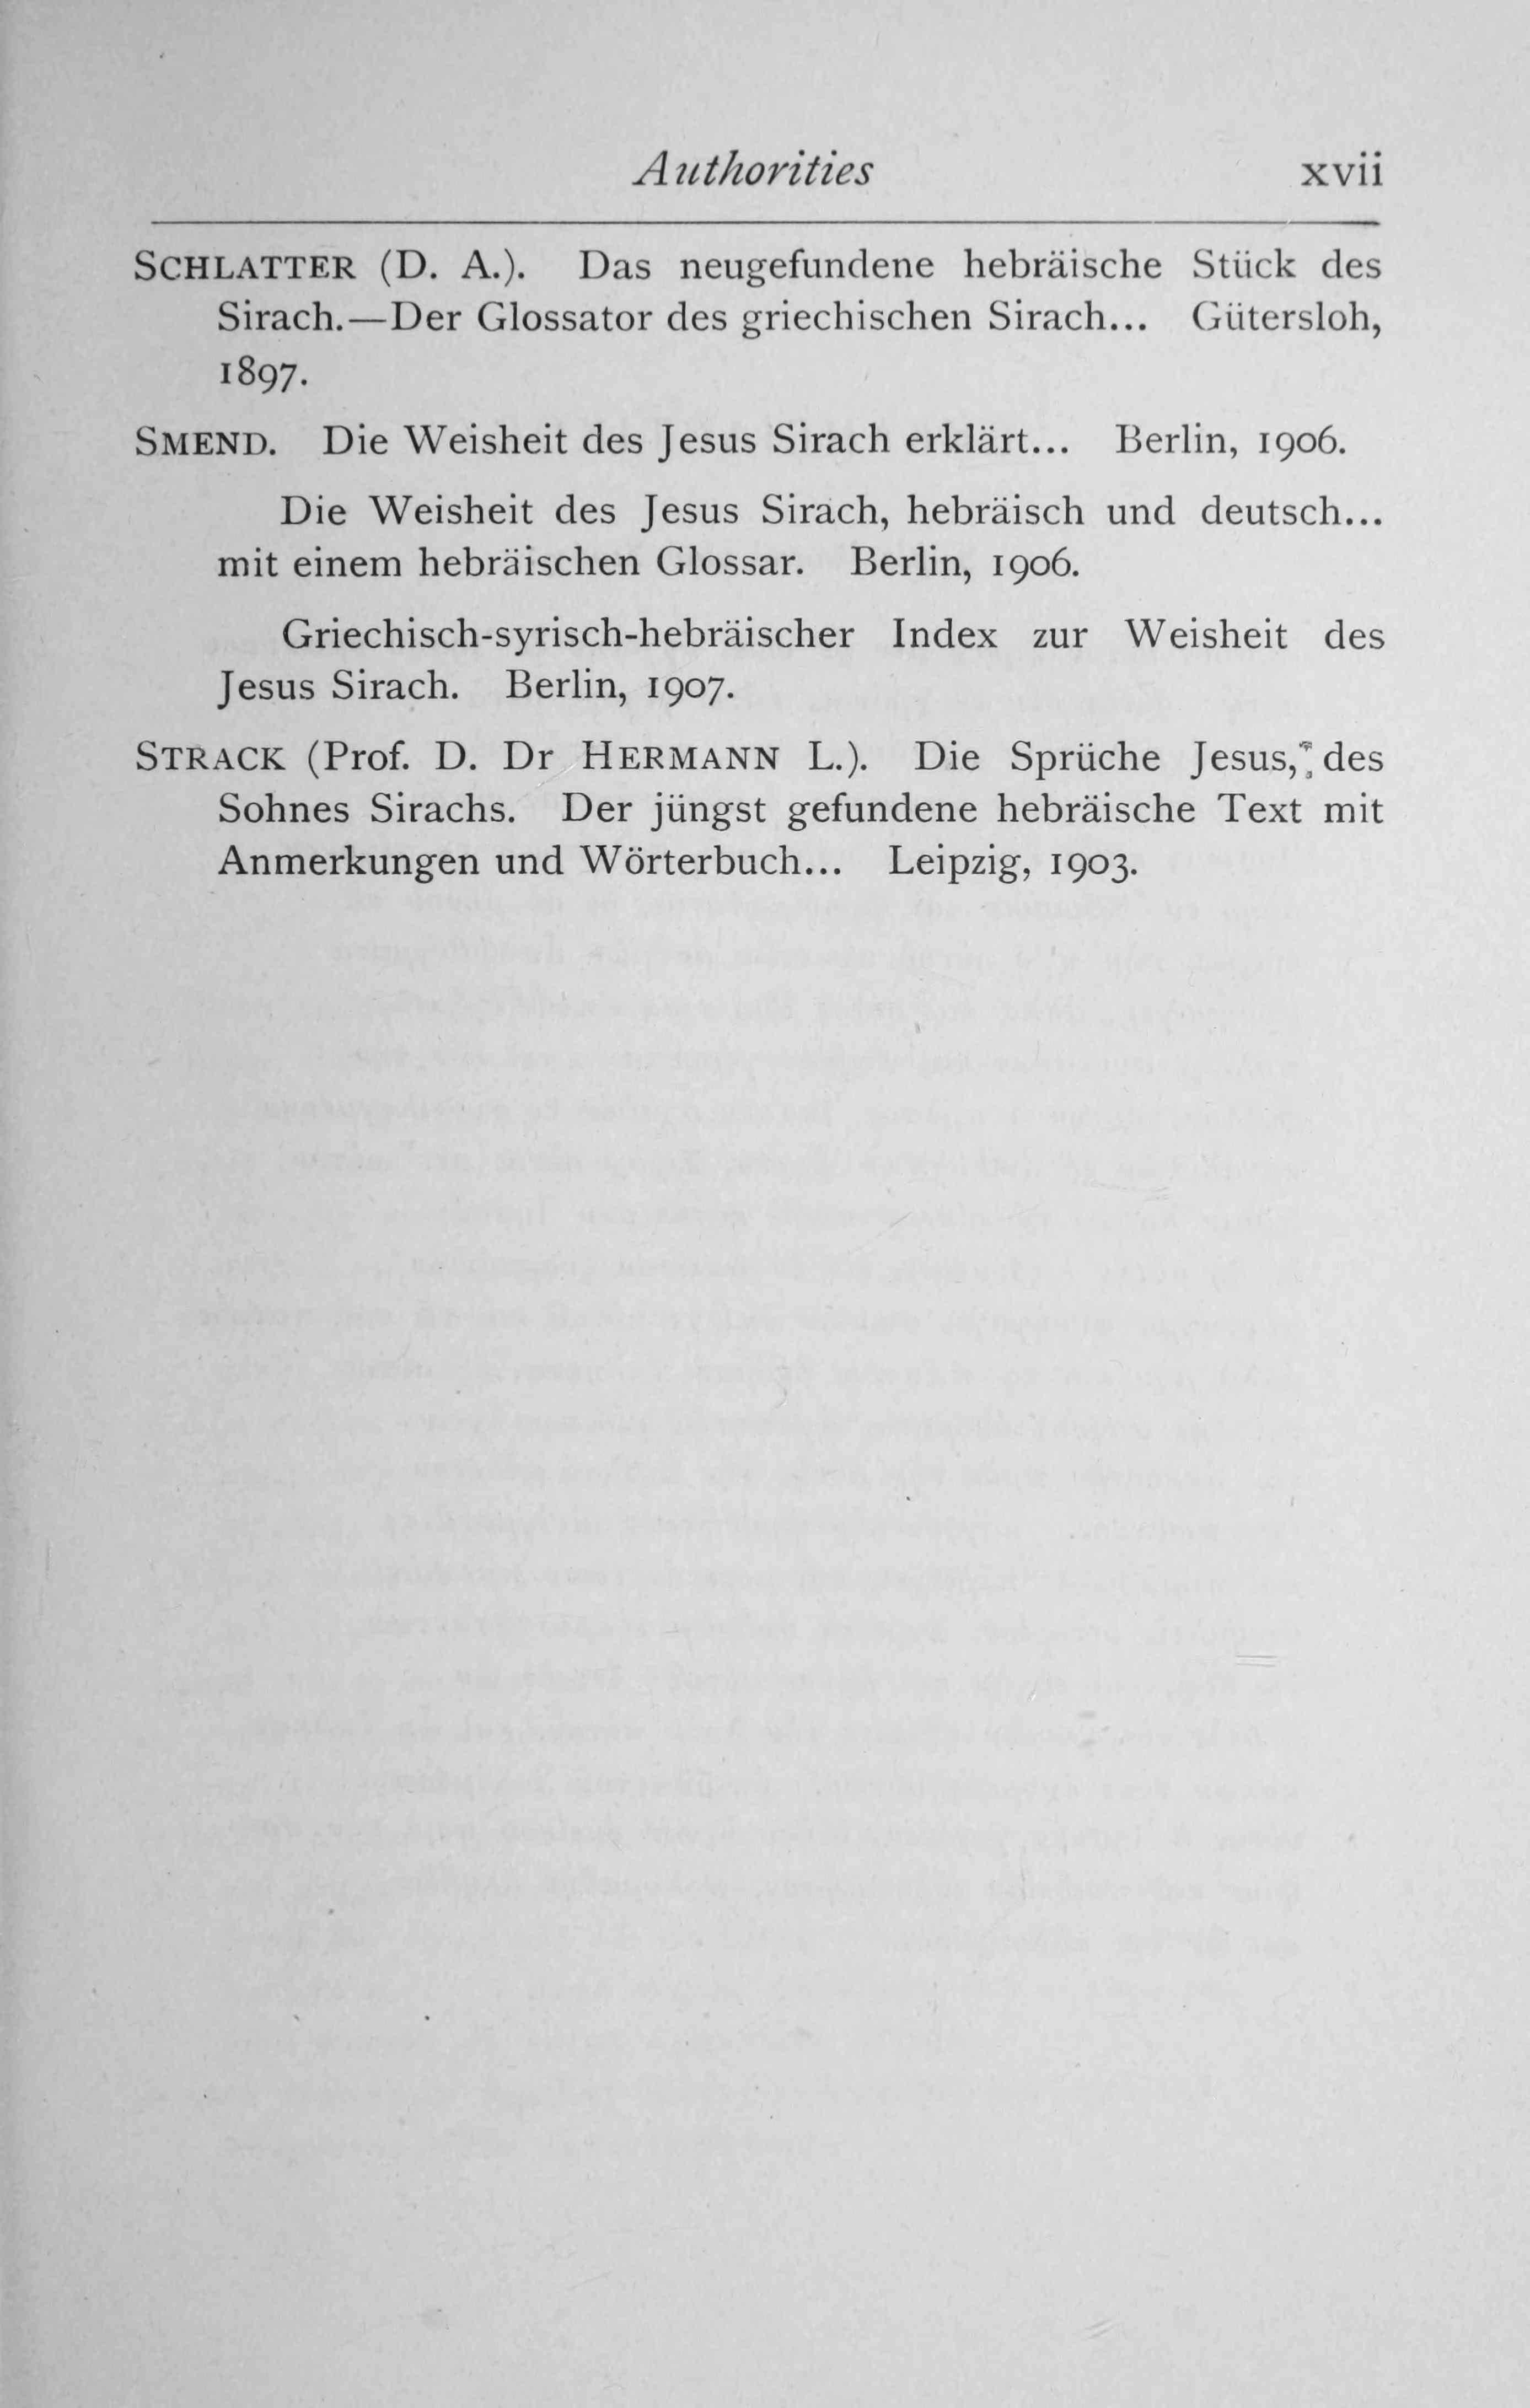 Authorities xvii
SCHLATTER (D. A.). Das neugefundene hebräische Stück des
Sirach.—Der Glossator des griechischen Sirach... Gütersloh,
1897.
SMEND. Die Weisheit des Jesus Sirach erklärt... Berlin, 1906.
Die Weisheit des Jesus Sirach, hebräisch und deutsch...
mit einem hebräischen Glossar. Berlin, 1906.
Griechisch-syrisch-hebräischer Index zur Weisheit des
Jesus Sirach. Berlin, 1907.
STRACK (Prof. D. Dr HERMANN L.). Die Sprüche Jesus, des
Sohnes Sirachs. Der jüngst gefundene hebräische Text mit
Anmerkungen und Wörterbuch... Leipzig, 1903.